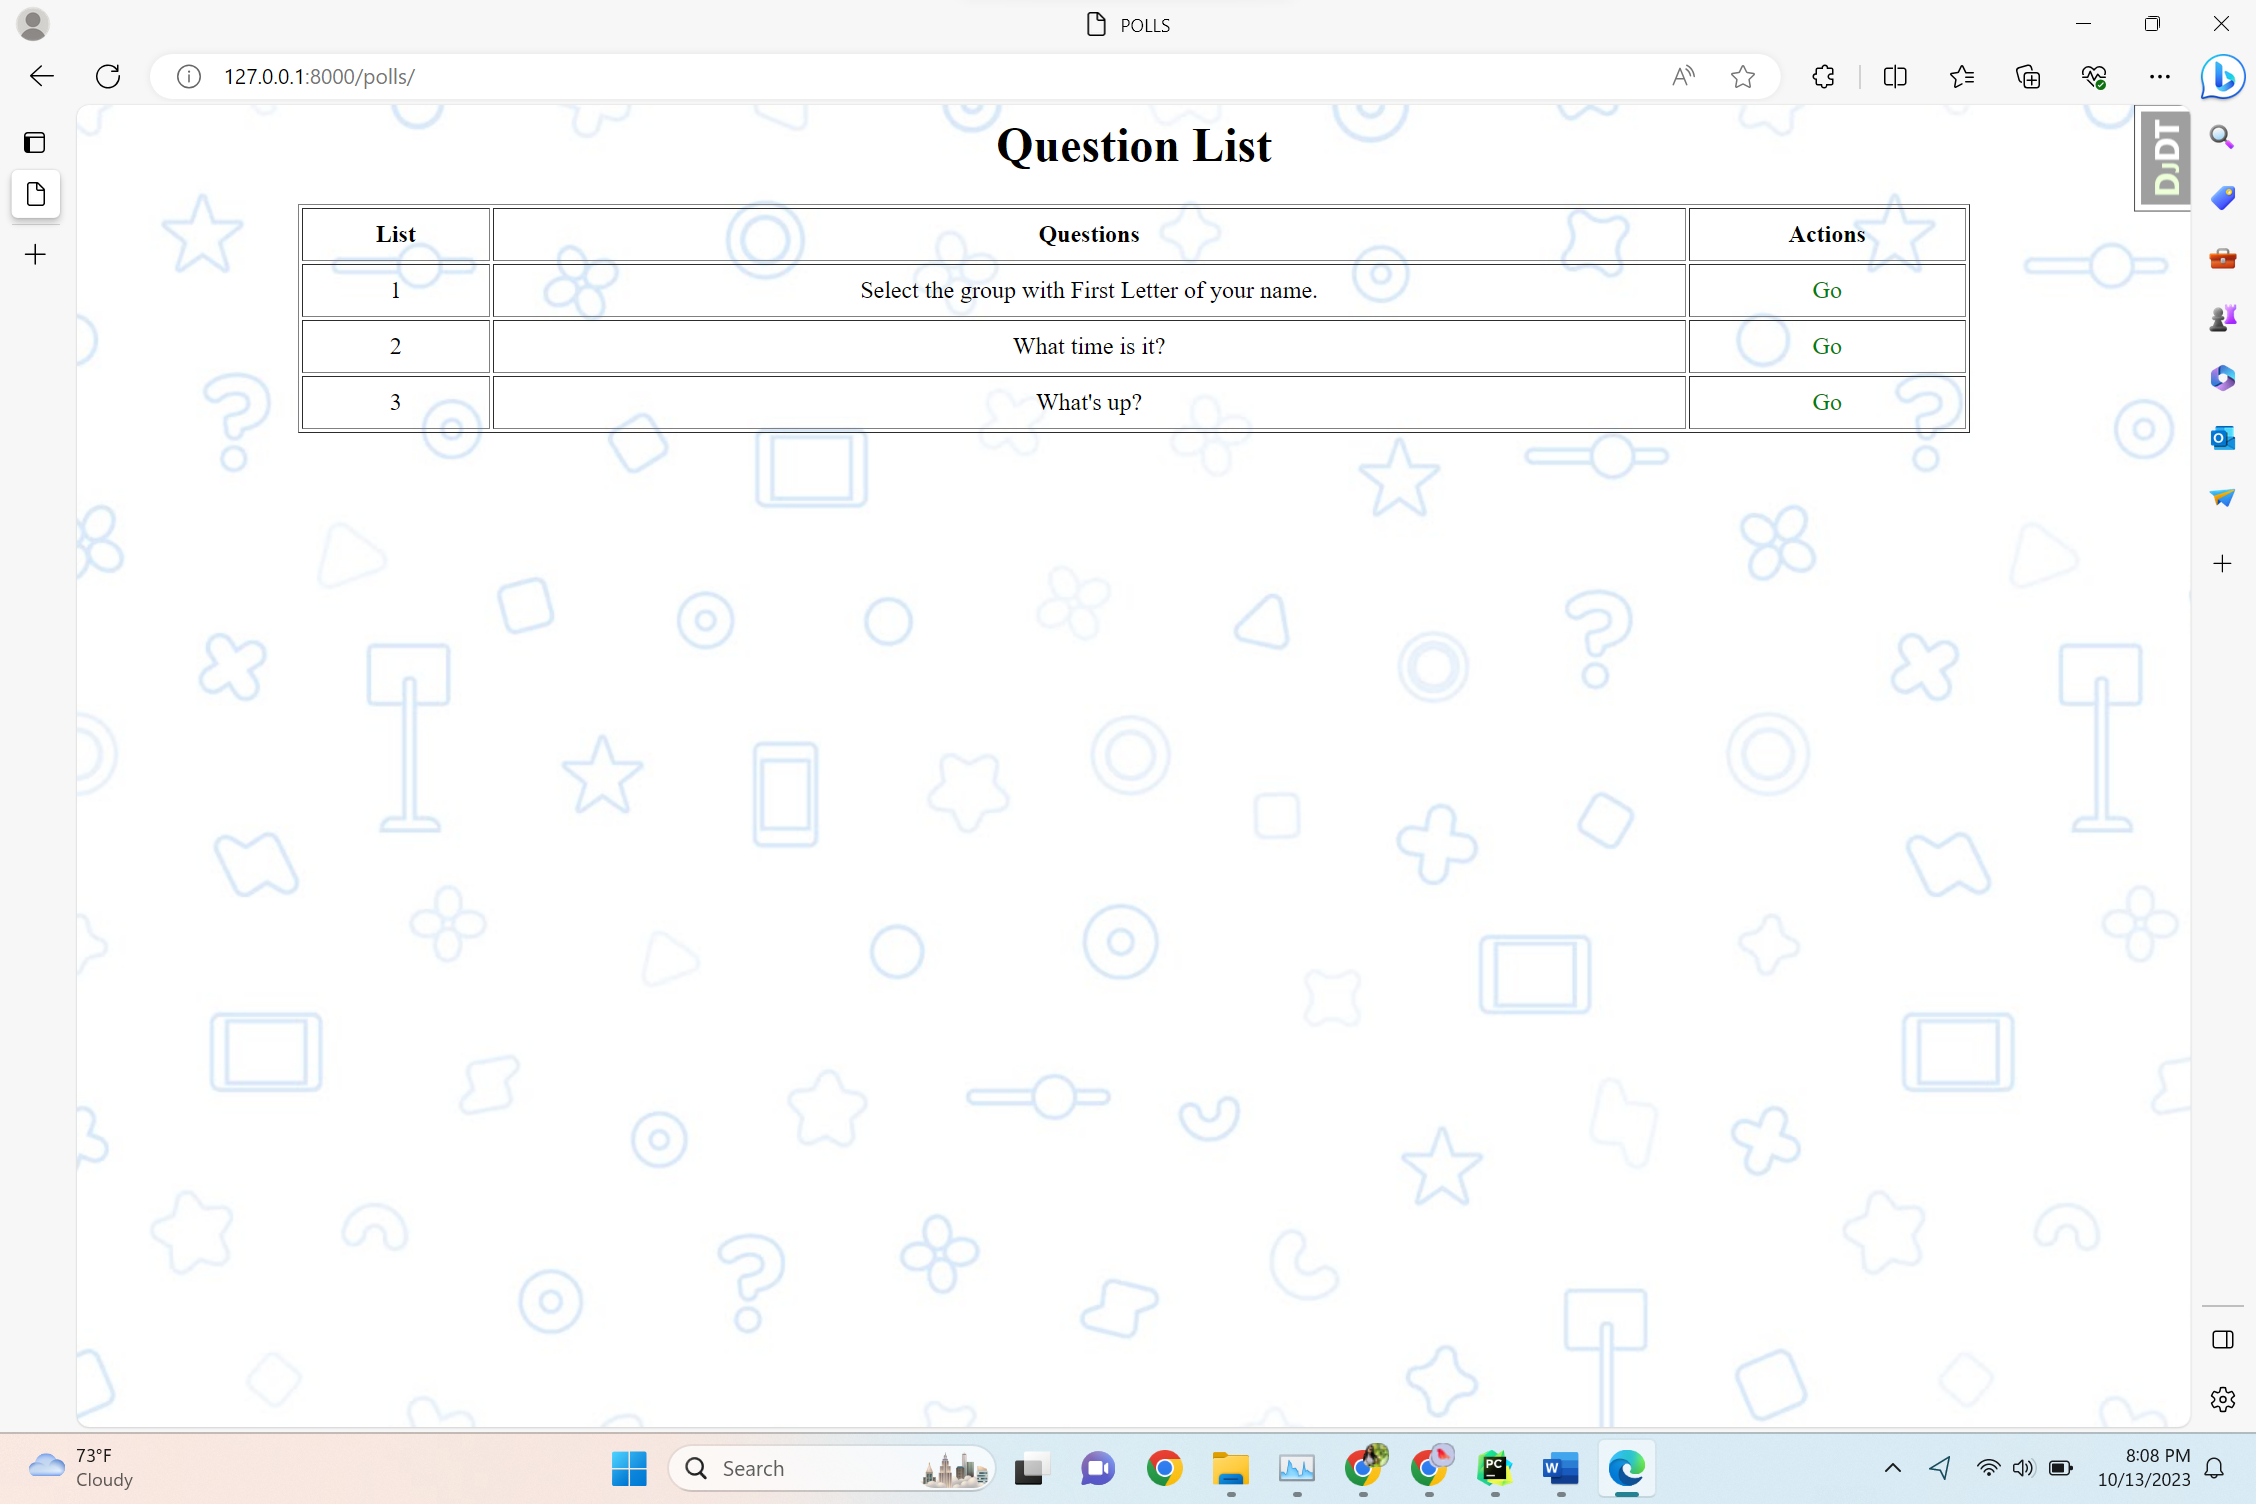 POLLS
127.0.0.1:8000/polls/
Question List
DJDT
List Questions Actions
1 Select the group with First Letter of your name. Go
2 What time is it? Go
3 What's up? Go
73°F
Cloudy
Search
PC
W
8:08 PM
10/13/2023